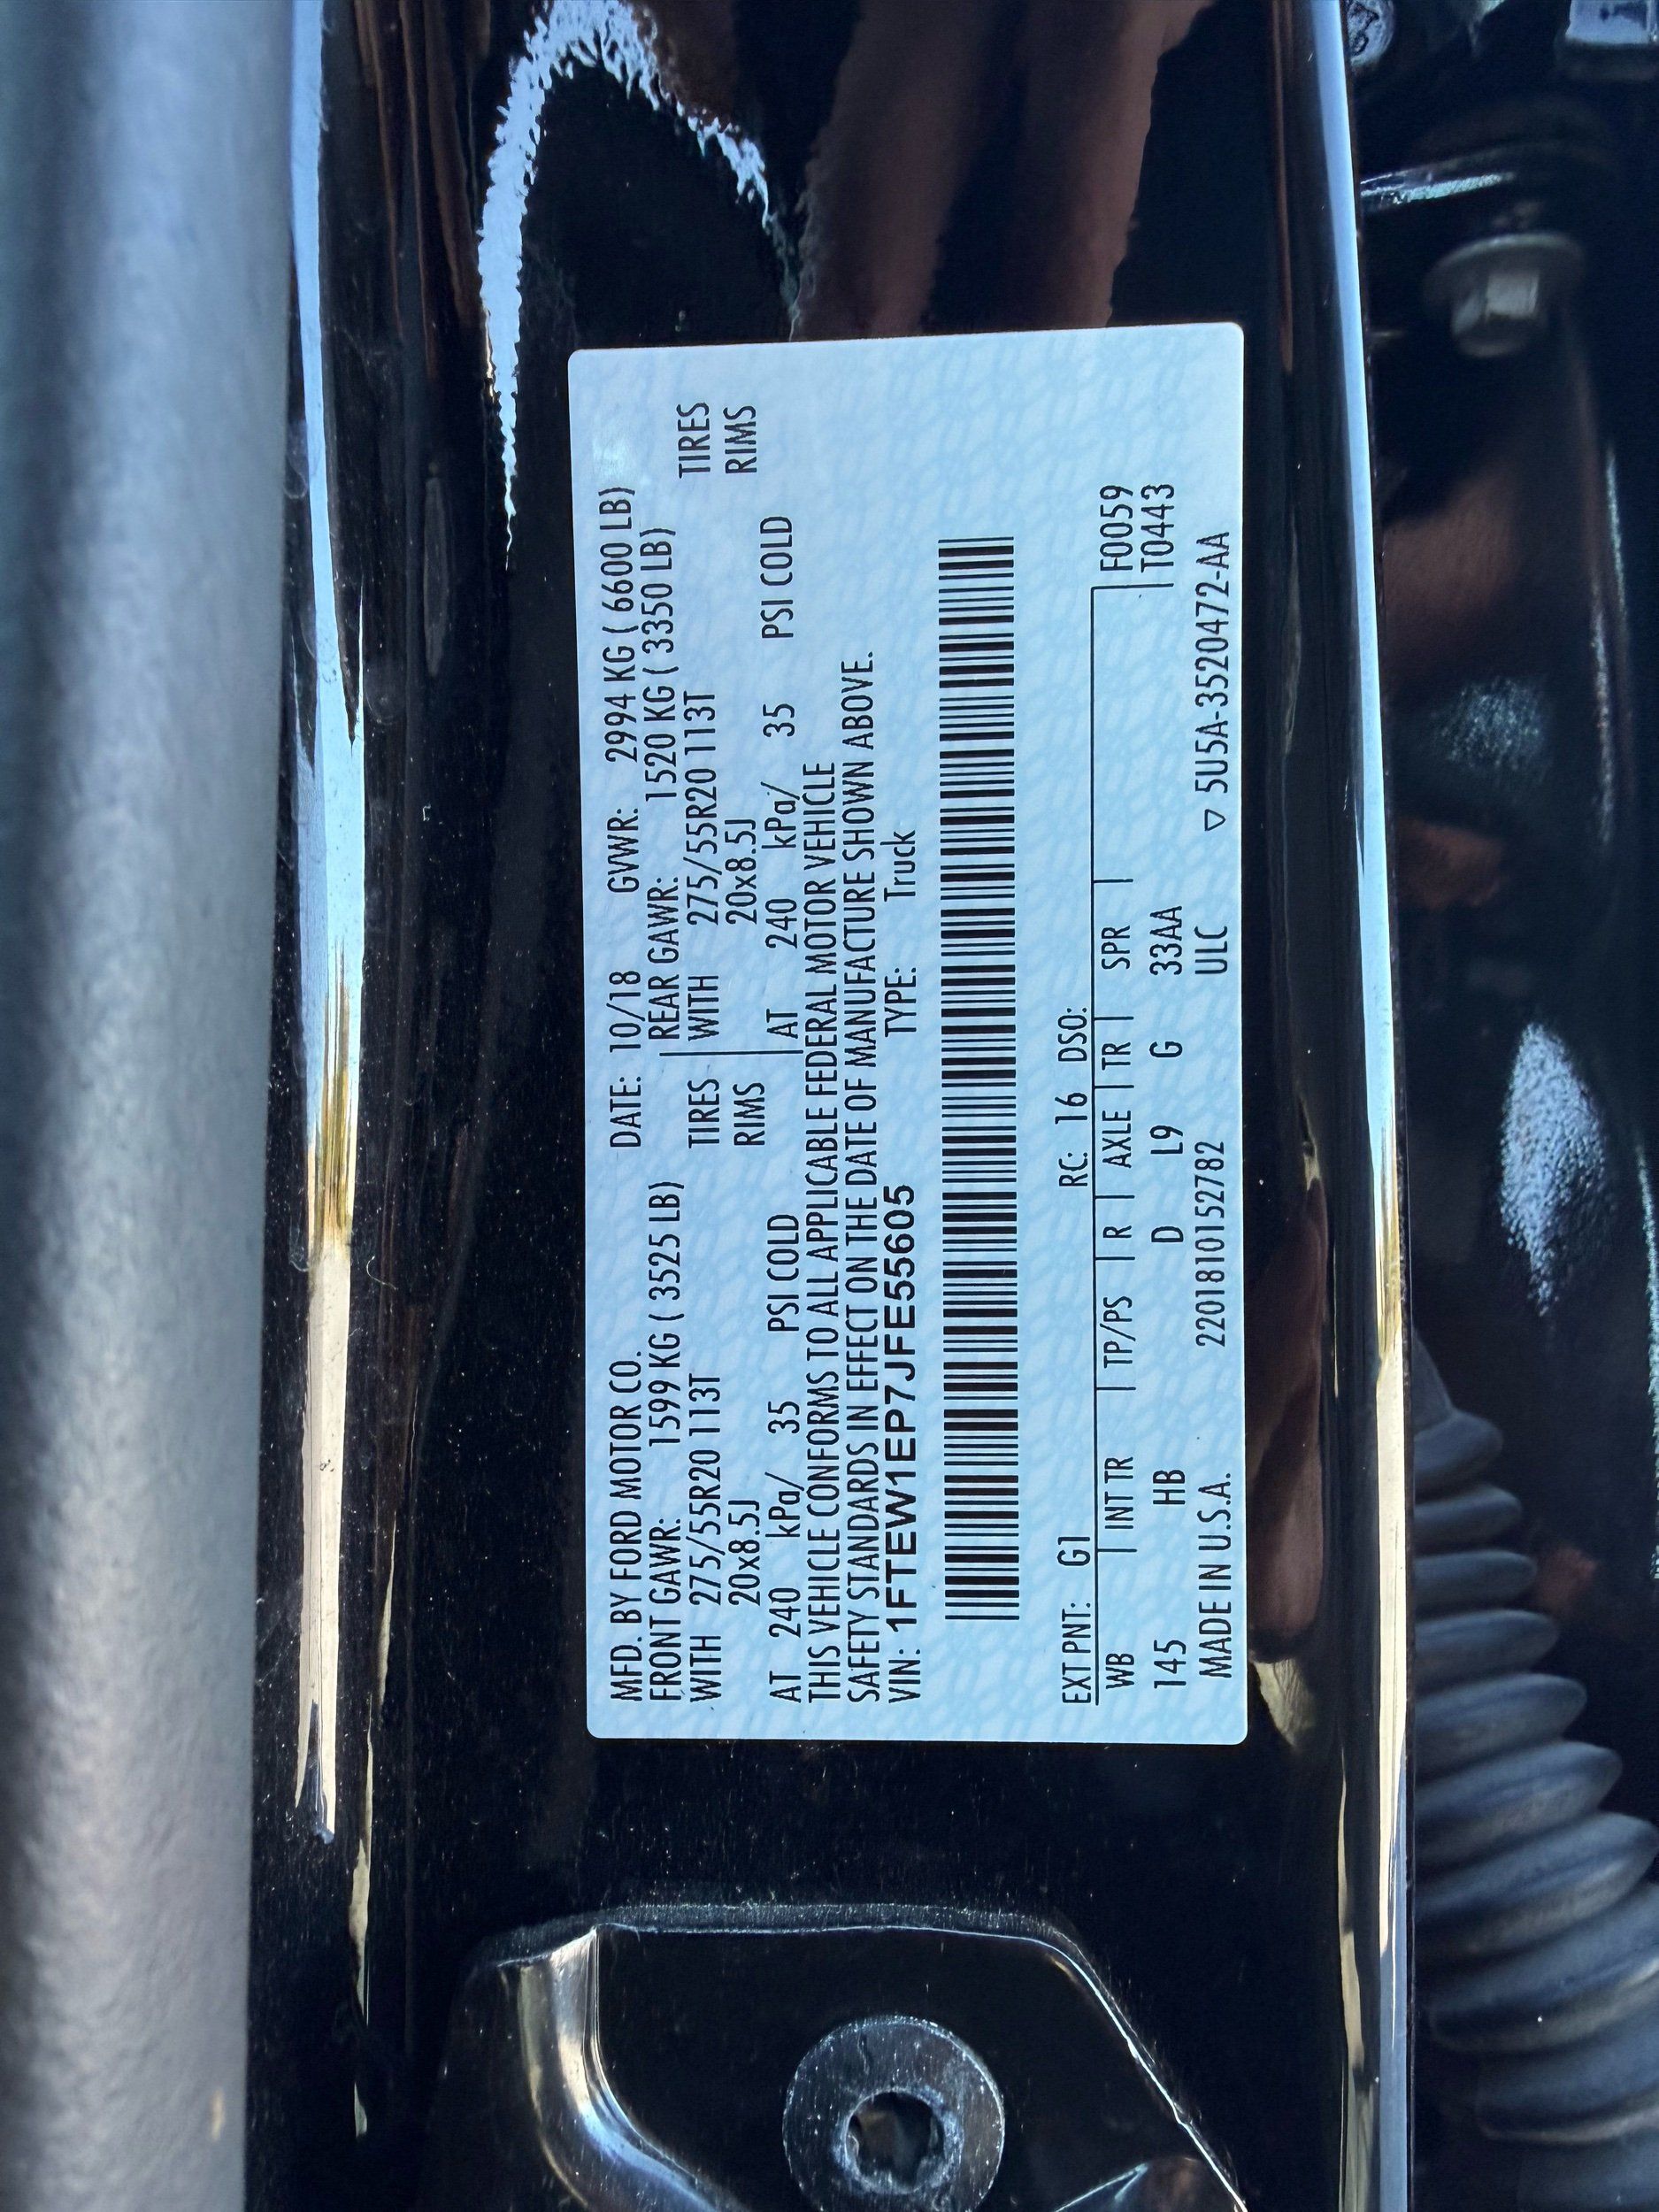 MFD. BY FORD MOTOR CO. DATE: 10/18 GVWR: 2994 KG ( 6600 LB)
FRONT GAWR: 1599 KG ( 3525 LB) REAR GAWR: 1520 KG ( 3350 LB)
WITH 275/55R20 113T TIRES WITH 275/55R20 113T TIRES
20x8.5J RIMS 20x8.5J RIMS
AT 240 kPa/ 35 PSI COLD AT 240 kPa/ 35 PSI COLD
THIS VEHICLE CONFORMS TO ALL APPLICABLE FEDERAL MOTOR VEHICLE
SAFETY STANDARDS IN EFFECT ON THE DATE OF MANUFACTURE SHOWN ABOVE.
VIN: 1FTEW1EP7JFE55605 TYPE: Truck
EXT PNT: G1 RC: 16 DSO:
WB | INT TR | TP/PS | R | AXLE | TR | SPR | F0059
145 HB D L9 G 33AA T0443
MADE IN U.S.A. 2201810152782 ULC ▽ 5U5A-3520472-AA